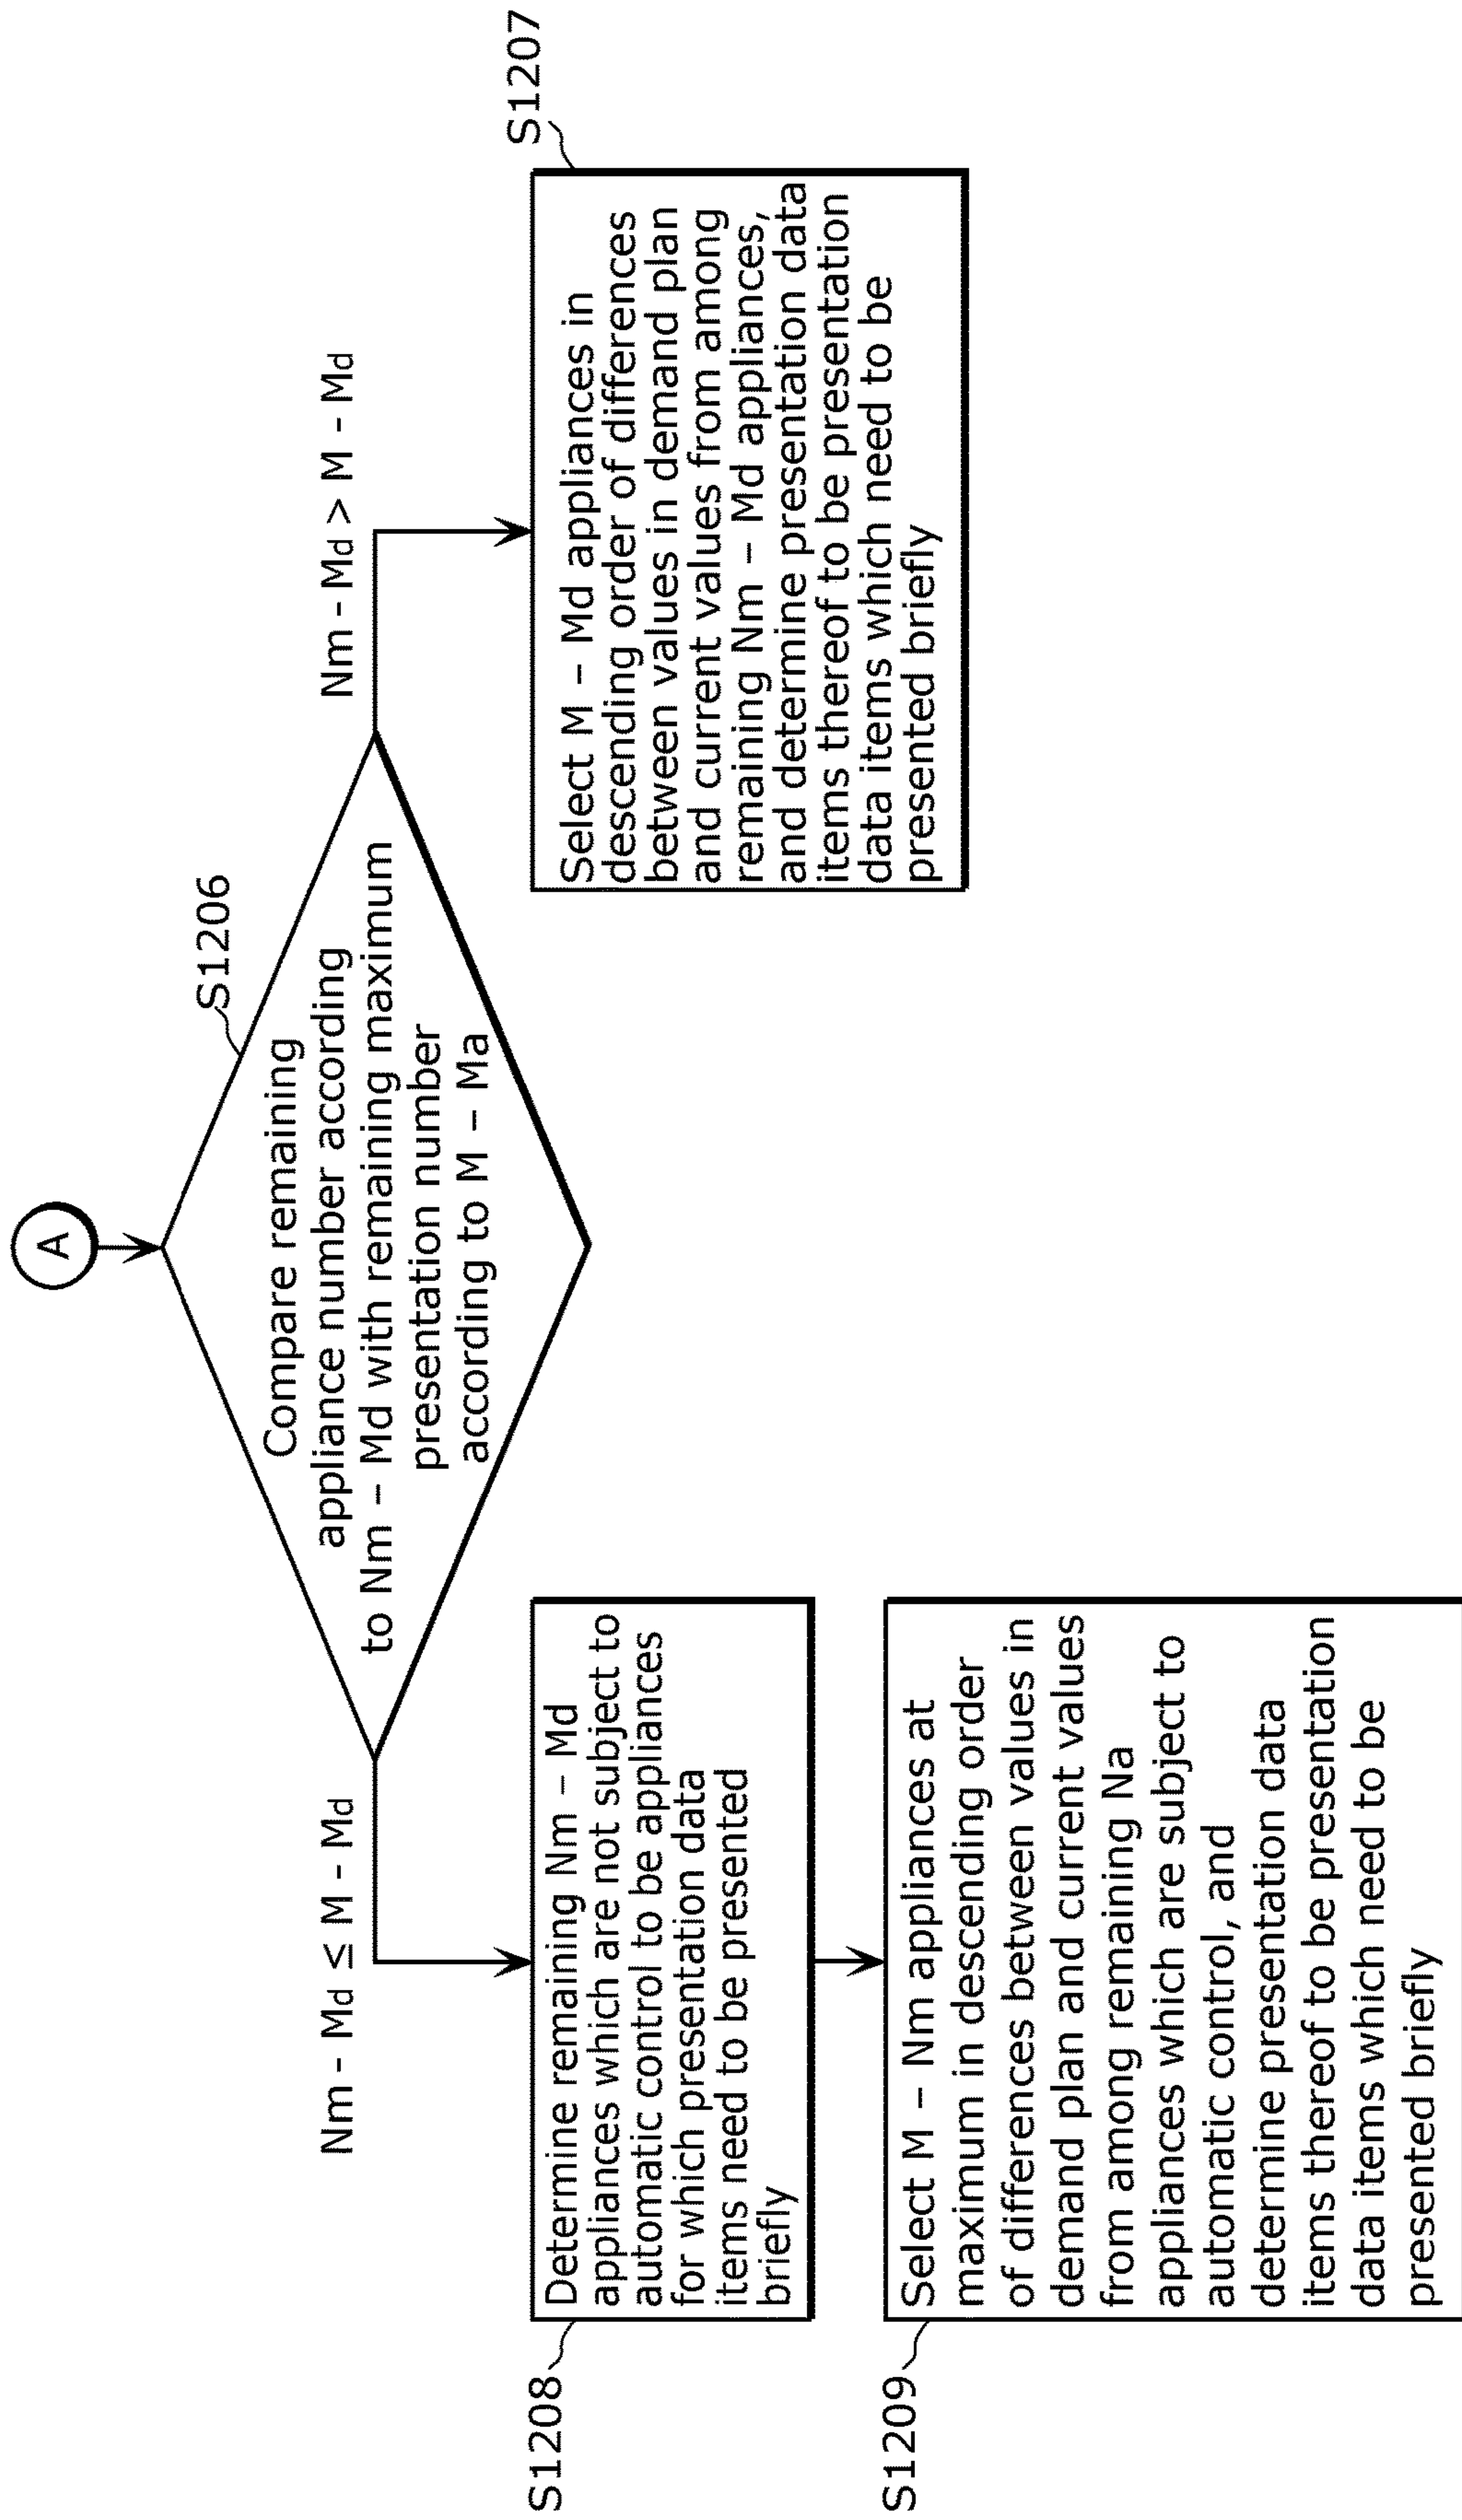 A
S1206
Compare remaining
appliance number according
to Nm – Md with remaining maximum
presentation number
according to M – Ma
Nm - Md ≤ M - Md
Nm - Md > M - Md
S1207
Select M – Md appliances in
descending order of differences
between values in demand plan
and current values from among
remaining Nm – Md appliances,
and determine presentation data
items thereof to be presentation
data items which need to be
presented briefly
S1208
Determine remaining Nm – Md
appliances which are not subject to
automatic control to be appliances
for which presentation data
items need to be presented
briefly
S1209
Select M – Nm appliances at
maximum in descending order
of differences between values in
demand plan and current values
from among remaining Na
appliances which are subject to
automatic control, and
determine presentation data
items thereof to be presentation
data items which need to be
presented briefly